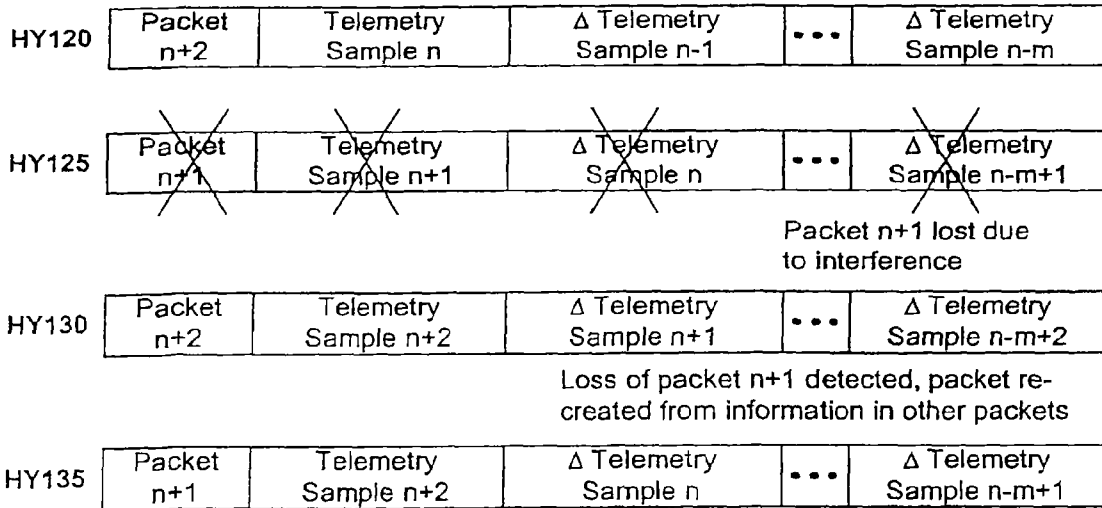 HY120 Packet n+2 Telemetry Sample n Δ Telemetry Sample n-1 ••• Δ Telemetry Sample n-m
HY125 Packet n+1 Telemetry Sample n+1 Δ Telemetry Sample n ••• Δ Telemetry Sample n-m+1
Packet n+1 lost due
to interference
HY130 Packet n+2 Telemetry Sample n+2 Δ Telemetry Sample n+1 ••• Δ Telemetry Sample n-m+2
Loss of packet n+1 detected, packet re-
created from information in other packets
HY135 Packet n+1 Telemetry Sample n+2 Δ Telemetry Sample n ••• Δ Telemetry Sample n-m+1